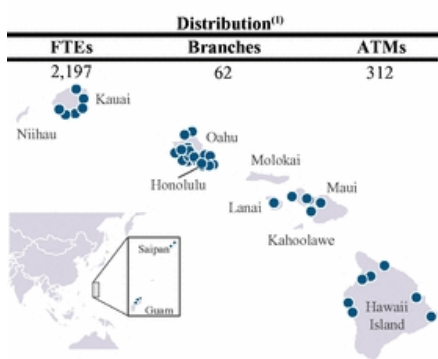 Distribution(1)
FTEs Branches ATMs
2,197 62 312
Kauai
Niihau
Oahu
Honolulu
Molokai
Lanai
Maui
Kahoolawe
Saipan
Guam
Hawaii
Island